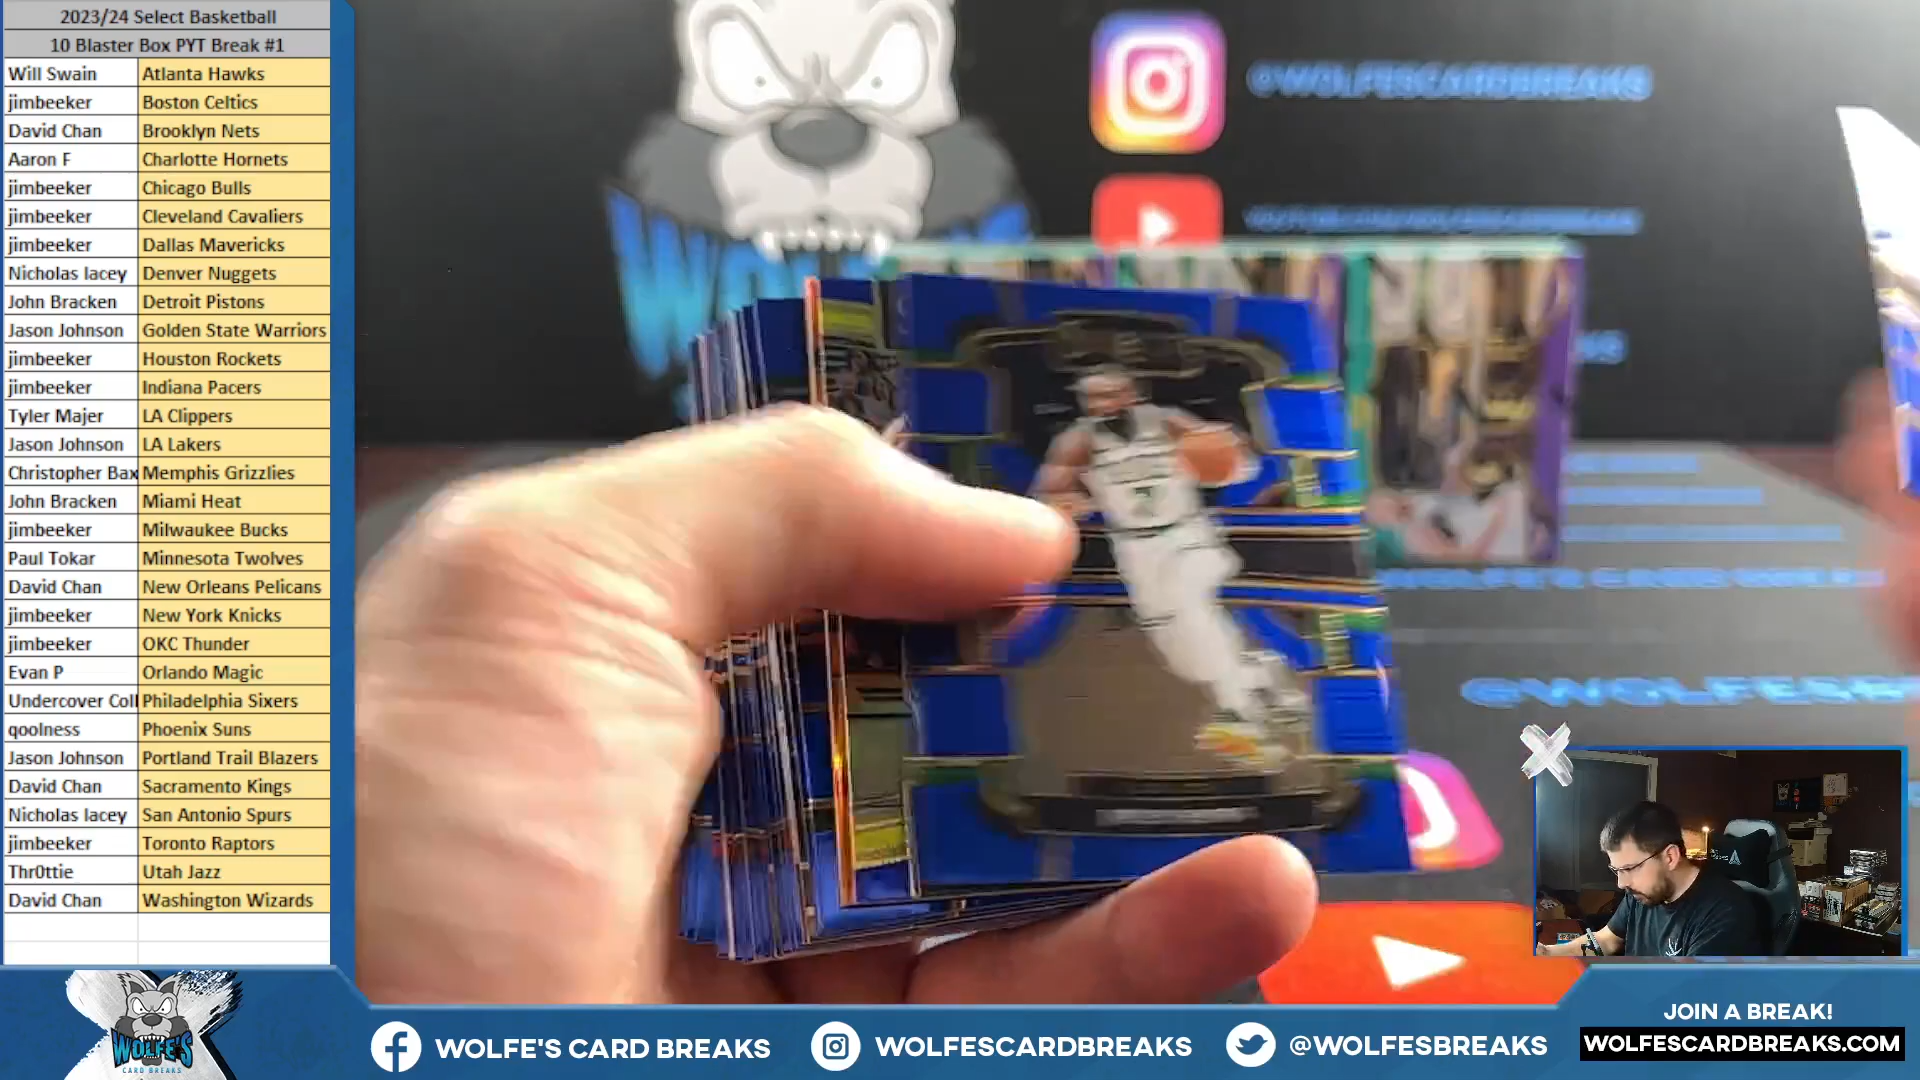 2023/24 Select Basketball
10 Blaster Box PYT Break #1
Will Swain Atlanta Hawks
jimbeeker Boston Celtics
David Chan Brooklyn Nets
Aaron F Charlotte Hornets
jimbeeker Chicago Bulls
jimbeeker Cleveland Cavaliers
jimbeeker Dallas Mavericks
Nicholas lacey Denver Nuggets
John Bracken Detroit Pistons
Jason Johnson Golden State Warriors
jimbeeker Houston Rockets
jimbeeker Indiana Pacers
Tyler Majer LA Clippers
Jason Johnson LA Lakers
Christopher Bax Memphis Grizzlies
John Bracken Miami Heat
jimbeeker Milwaukee Bucks
Paul Tokar Minnesota Twolves
David Chan New Orleans Pelicans
jimbeeker New York Knicks
jimbeeker OKC Thunder
Evan P Orlando Magic
Undercover Coll Philadelphia Sixers
qoolness Phoenix Suns
Jason Johnson Portland Trail Blazers
David Chan Sacramento Kings
Nicholas lacey San Antonio Spurs
jimbeeker Toronto Raptors
Thr0ttie Utah Jazz
David Chan Washington Wizards
@WOLFESCARDBREAKS
WOLFE'S
CARD BREAKS
WOLFE'S CARD BREAKS
WOLFESCARDBREAKS
@WOLFESBREAKS
JOIN A BREAK!
WOLFESCARDBREAKS.COM